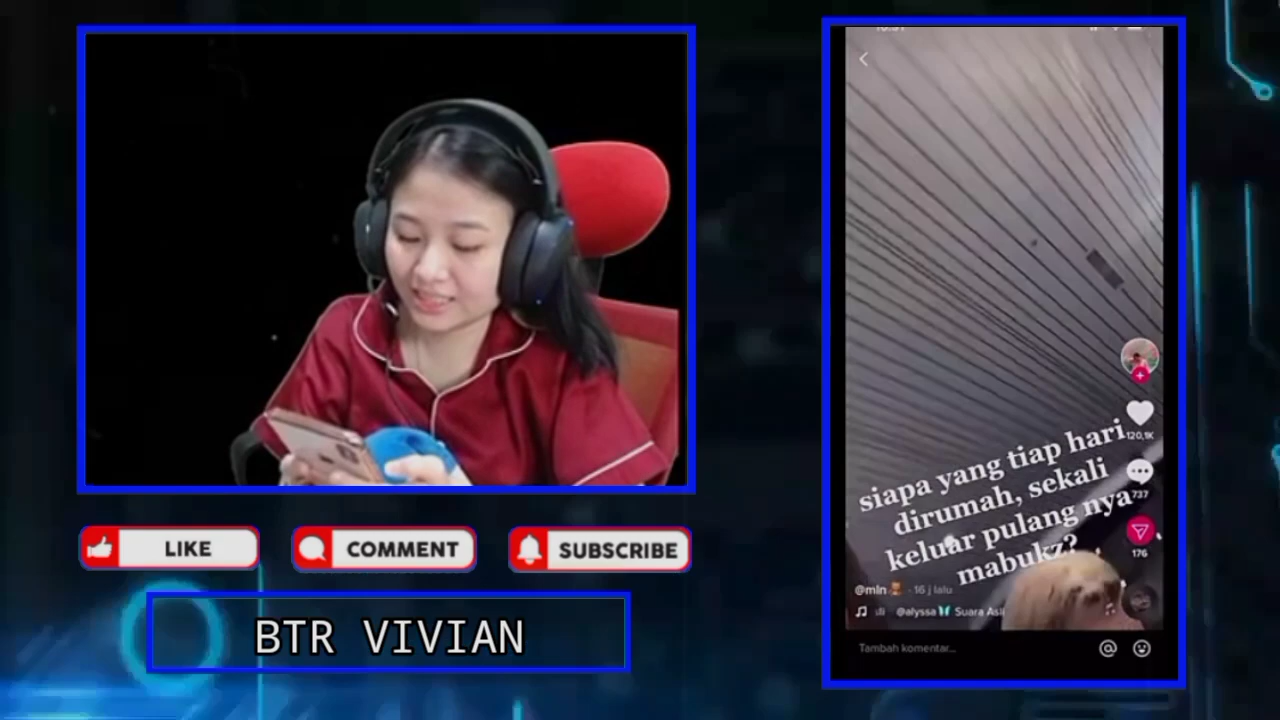 LIKE
COMMENT
SUBSCRIBE
BTR VIVIAN
siapa yang tiap hari
dirumah, sekali
keluar pulang nya
mabukz?
120,1K
737
176
@mln · 16 j lalu
@alyssa Suara Asli
Tambah komentar...